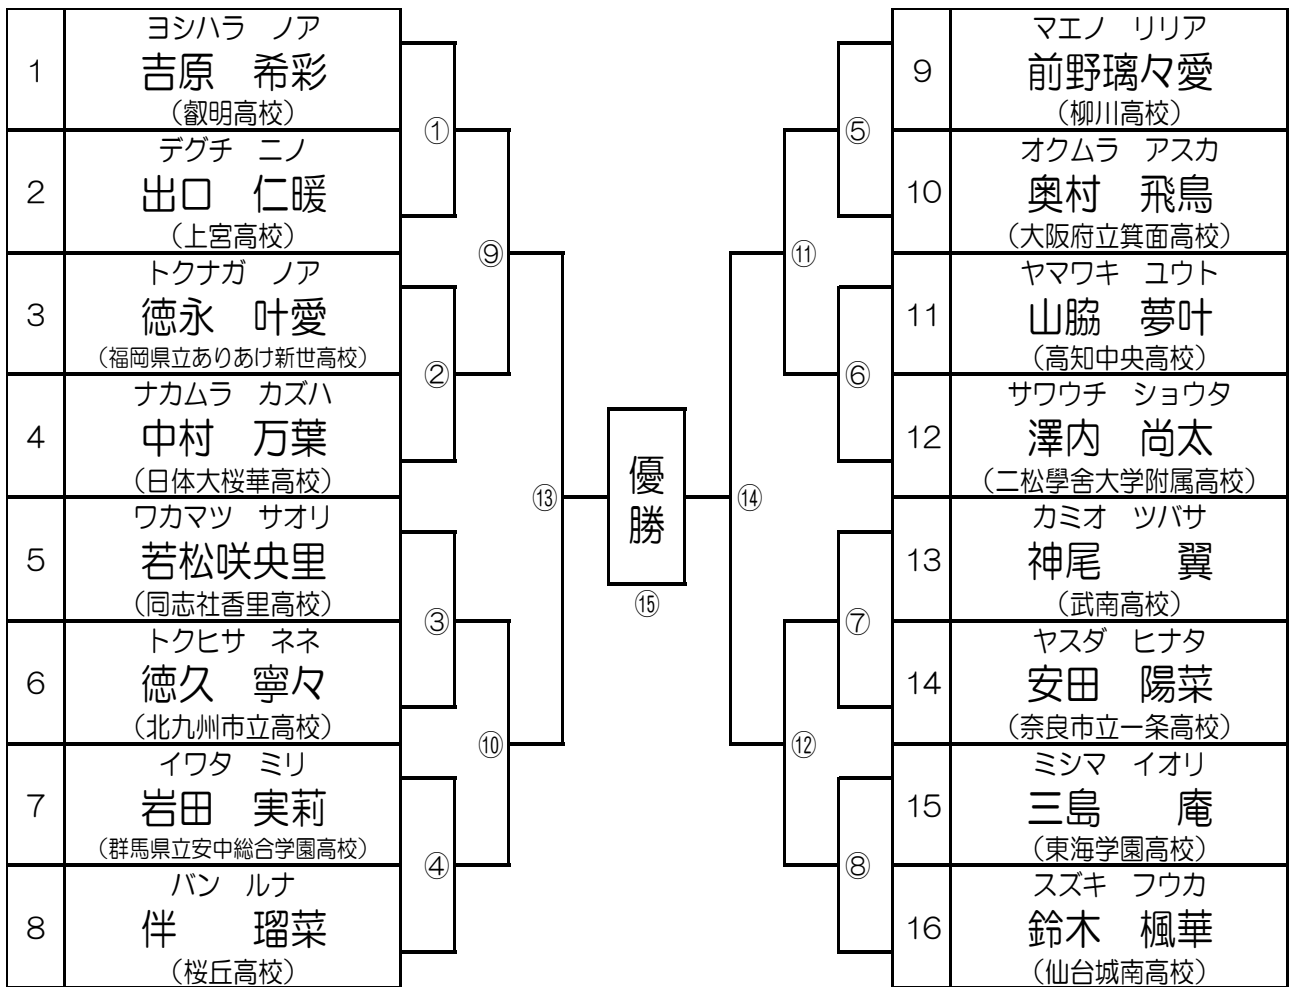 1
ヨシハラ ノア
吉原 希彩
（叡明高校）
2
デグチ ニノ
出口 仁暖
（上宮高校）
3
トクナガ ノア
徳永 叶愛
（福岡県立ありあけ新世高校）
4
ナカムラ カズハ
中村 万葉
（日体大桜華高校）
5
ワカマツ サオリ
若松咲央里
（同志社香里高校）
6
トクヒサ ネネ
徳久 寧々
（北九州市立高校）
7
イワタ ミリ
岩田 実莉
（群馬県立安中総合学園高校）
8
バン ルナ
伴 瑠菜
（桜丘高校）
①
②
③
④
⑨
⑩
⑬
優勝
⑮
⑭
⑪
⑫
⑤
⑥
⑦
⑧
9
マエノ リリア
前野璃々愛
（柳川高校）
10
オクムラ アスカ
奥村 飛鳥
（大阪府立箕面高校）
11
ヤマワキ ユウト
山脇 夢叶
（高知中央高校）
12
サワウチ ショウタ
澤内 尚太
（二松學舎大学附属高校）
13
カミオ ツバサ
神尾 翼
（武南高校）
14
ヤスダ ヒナタ
安田 陽菜
（奈良市立一条高校）
15
ミシマ イオリ
三島 庵
（東海学園高校）
16
スズキ フウカ
鈴木 楓華
（仙台城南高校）